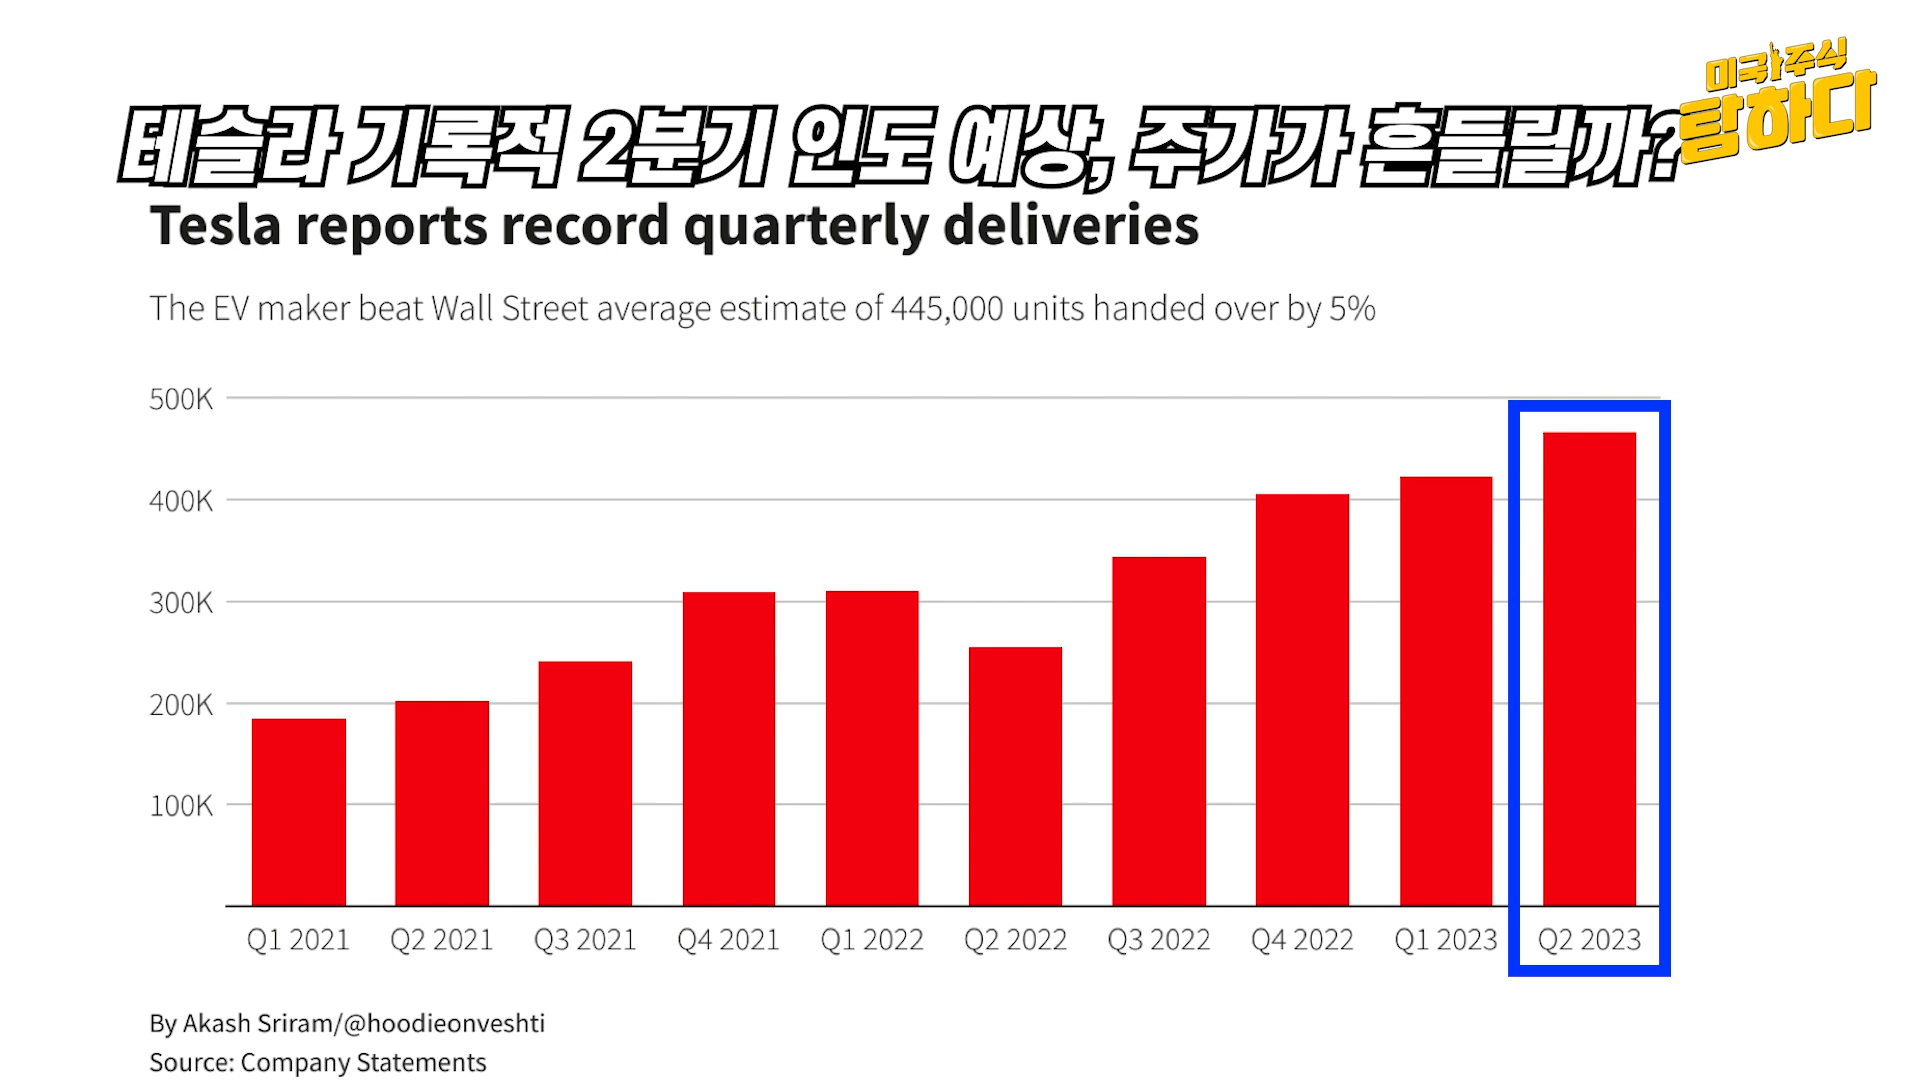 미국주식
탐하다
테슬라 기록적 2분기 인도 예상, 주가가 흔들릴까?
Tesla reports record quarterly deliveries
The EV maker beat Wall Street average estimate of 445,000 units handed over by 5%
500K
400K
300K
200K
100K
Q1 2021 Q2 2021 Q3 2021 Q4 2021 Q1 2022 Q2 2022 Q3 2022 Q4 2022 Q1 2023 Q2 2023
By Akash Sriram/@hoodieonveshti
Source: Company Statements